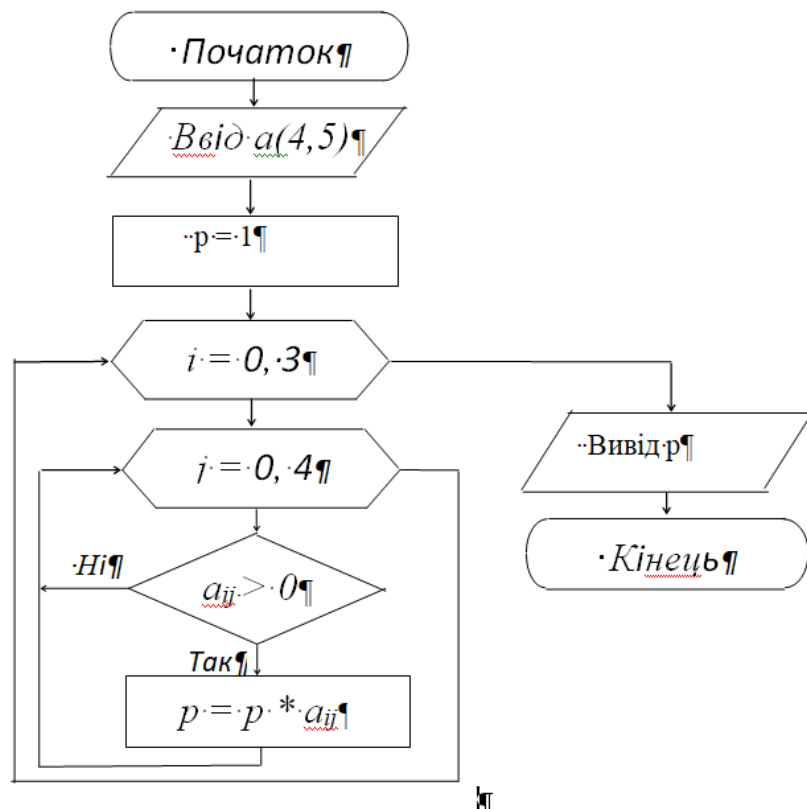 ·Початок¶
·Ввід·a(4,5)¶
··p·=·1¶
i·=·0,·3¶
j·=·0,·4¶
·Ні¶
aij·>·0¶
Так¶
p·=·p·*·aij¶
··Вивід·p¶
·Кінець¶
¶